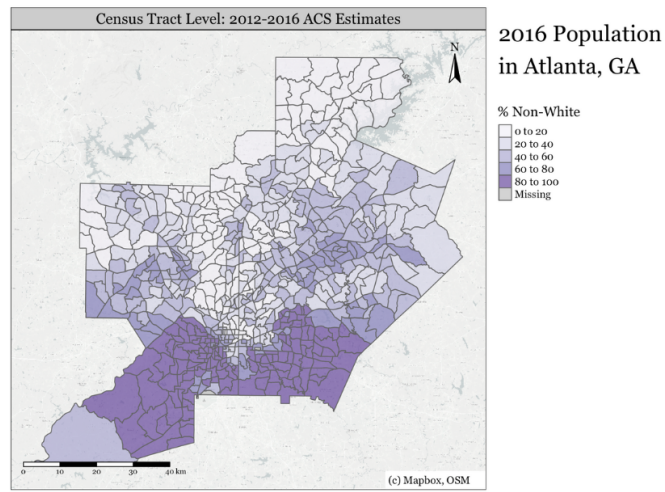 Census Tract Level: 2012-2016 ACS Estimates
2016 Population
in Atlanta, GA
N
% Non-White
0 to 20
20 to 40
40 to 60
60 to 80
80 to 100
Missing
0 10 20 30 40 km
(c) Mapbox, OSM